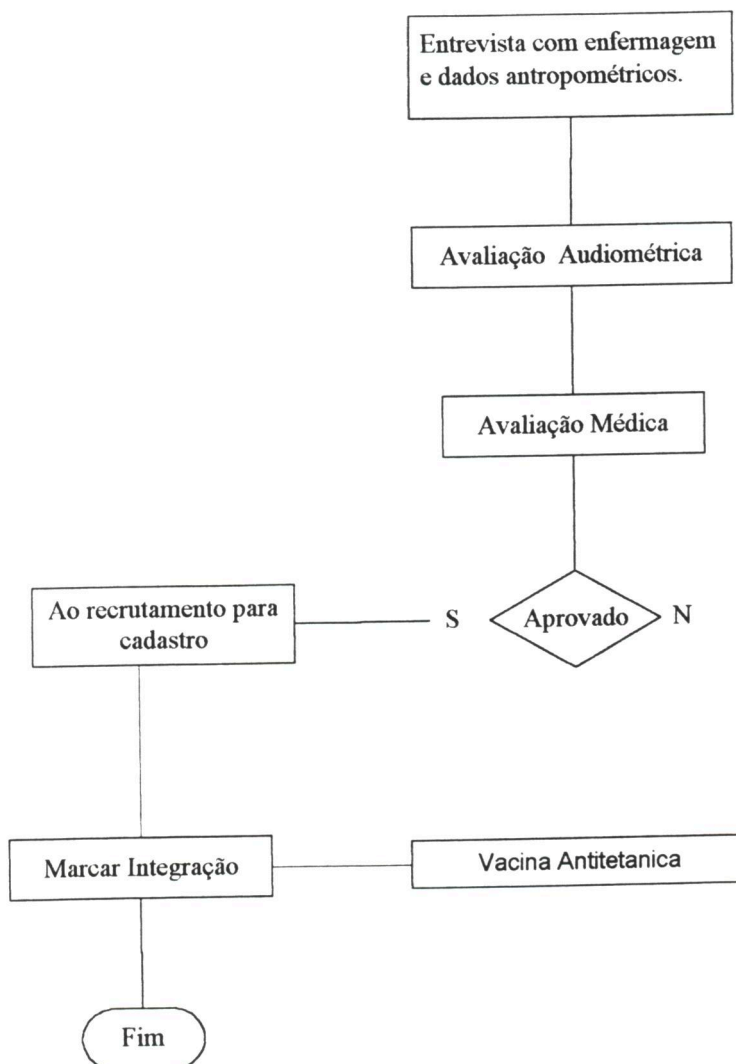 Entrevista com enfermagem
e dados antropométricos.
Avaliação Audiométrica
Avaliação Médica
Ao recrutamento para
cadastro
S
Aprovado
N
Marcar Integração
Vacina Antitetanica
Fim